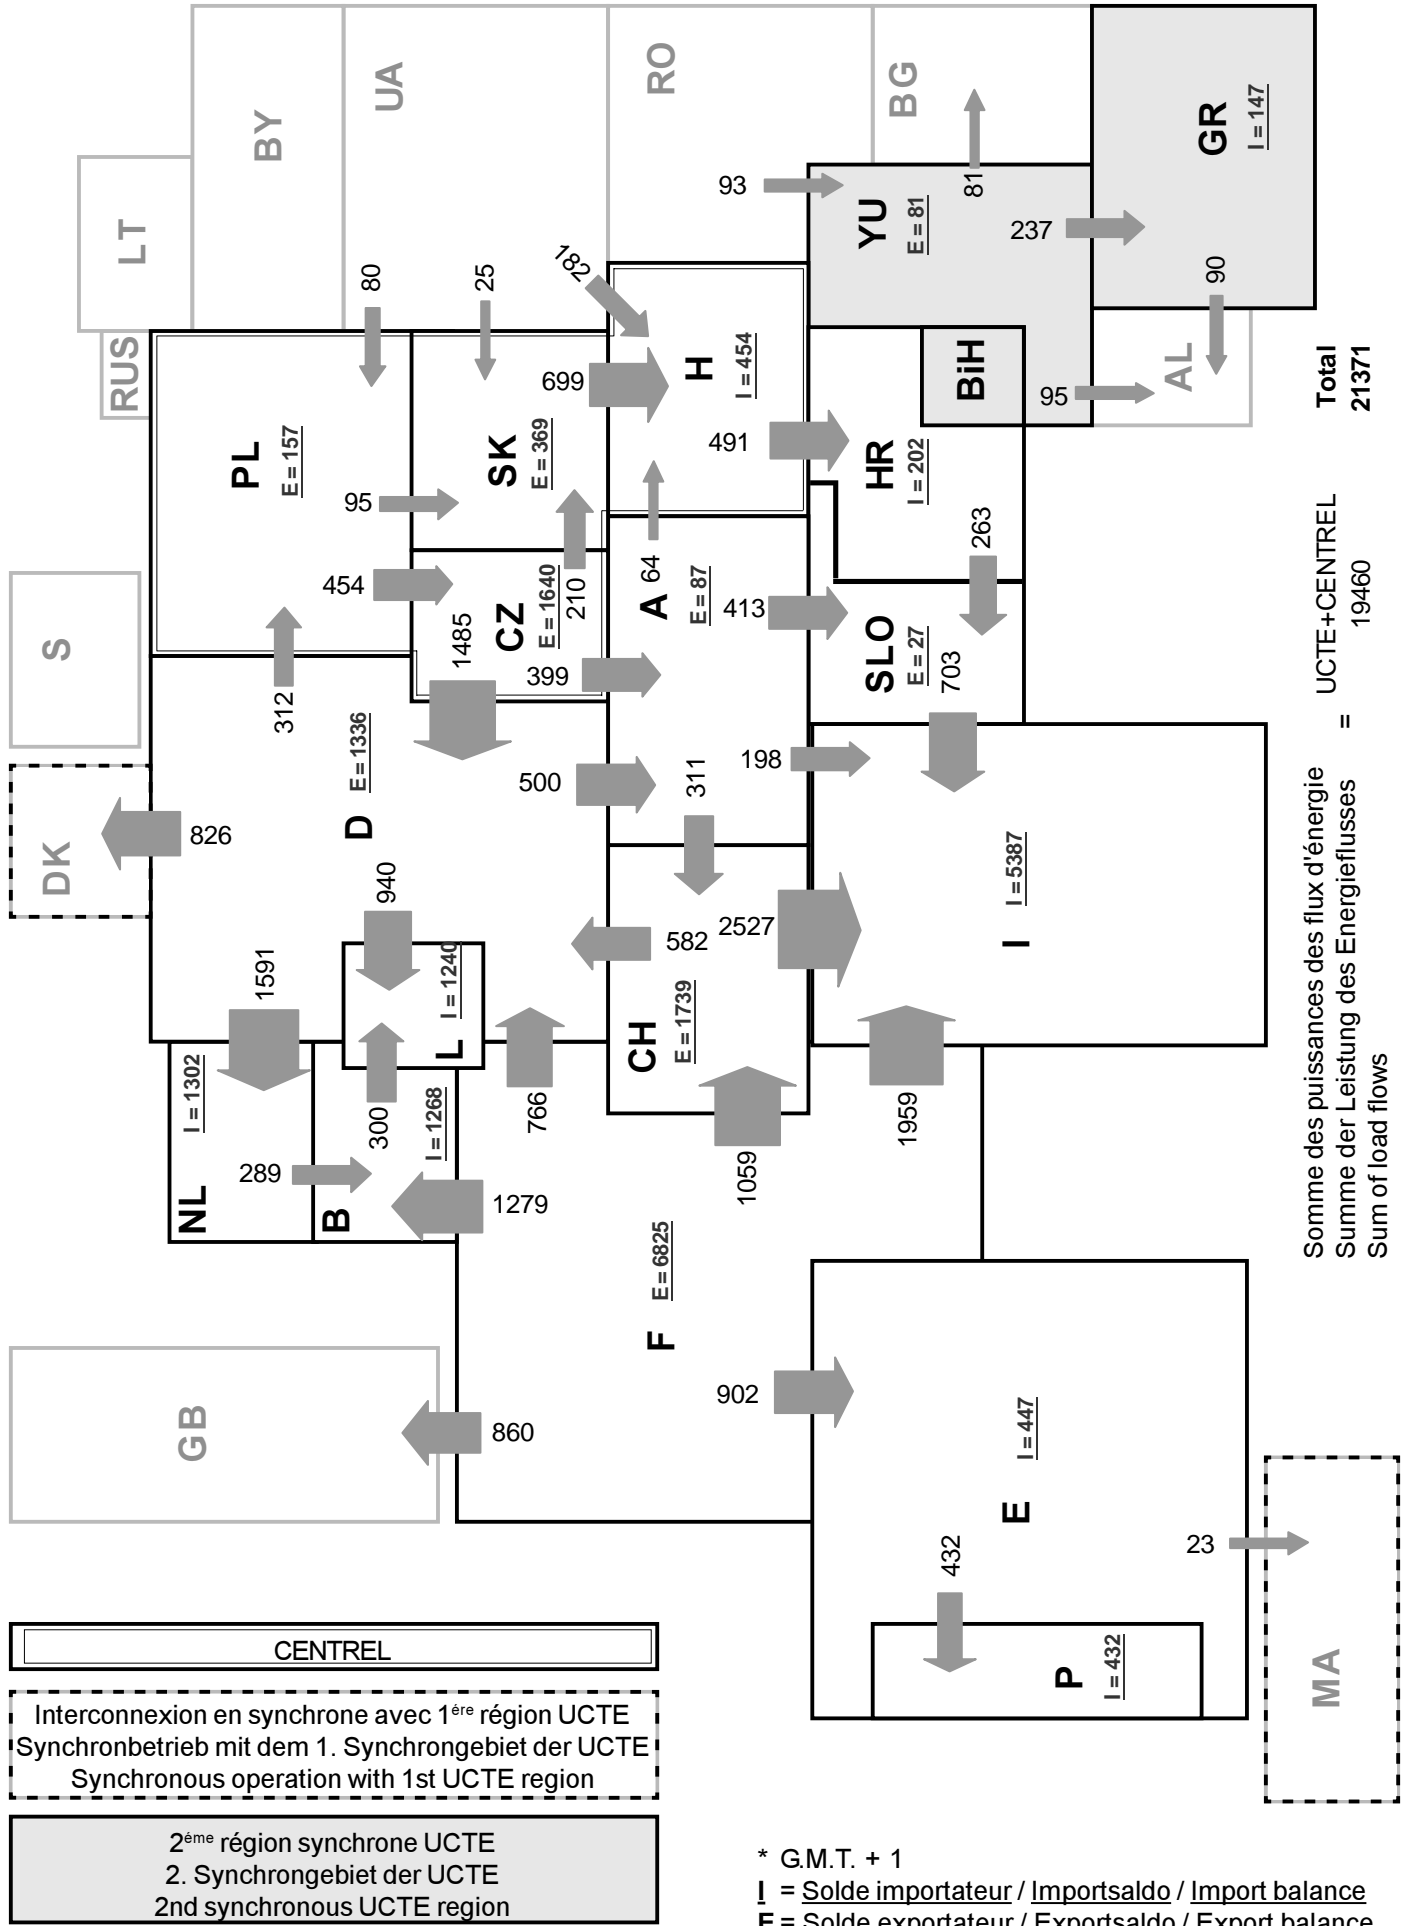 LT
BY
UA
RO
BG
GR
I = 147
RUS
80
25
182
93
YU
E = 81
81
237
90
PL
E = 157
95
SK
E = 369
699
H
I = 454
491
HR
I = 202
BiH
95
AL
Total
21371
S
312
454
1485
CZ
E = 1640
210
399
A
64
E = 87
413
SLO
E = 27
703
263
UCTE+CENTREL
19460
=
DK
826
D
E = 1336
500
311
198
940
1591
582
2527
I
I = 5387
Somme des puissances des flux d'énergie
Summe der Leistung des Energieflusses
Sum of load flows
NL
I = 1302
289
B
I = 1268
300
L
I = 1240
766
CH
E = 1739
1059
1959
1279
F
E = 6825
GB
860
902
E
I = 447
432
P
I = 432
23
MA
CENTREL
Interconnexion en synchrone avec 1ére région UCTE
Synchronbetrieb mit dem 1. Synchrongebiet der UCTE
Synchronous operation with 1st UCTE region
2éme région synchrone UCTE
2. Synchrongebiet der UCTE
2nd synchronous UCTE region
* G.M.T. + 1
I = Solde importateur / Importsaldo / Import balance
E = Solde exportateur / Exportsaldo / Export balance